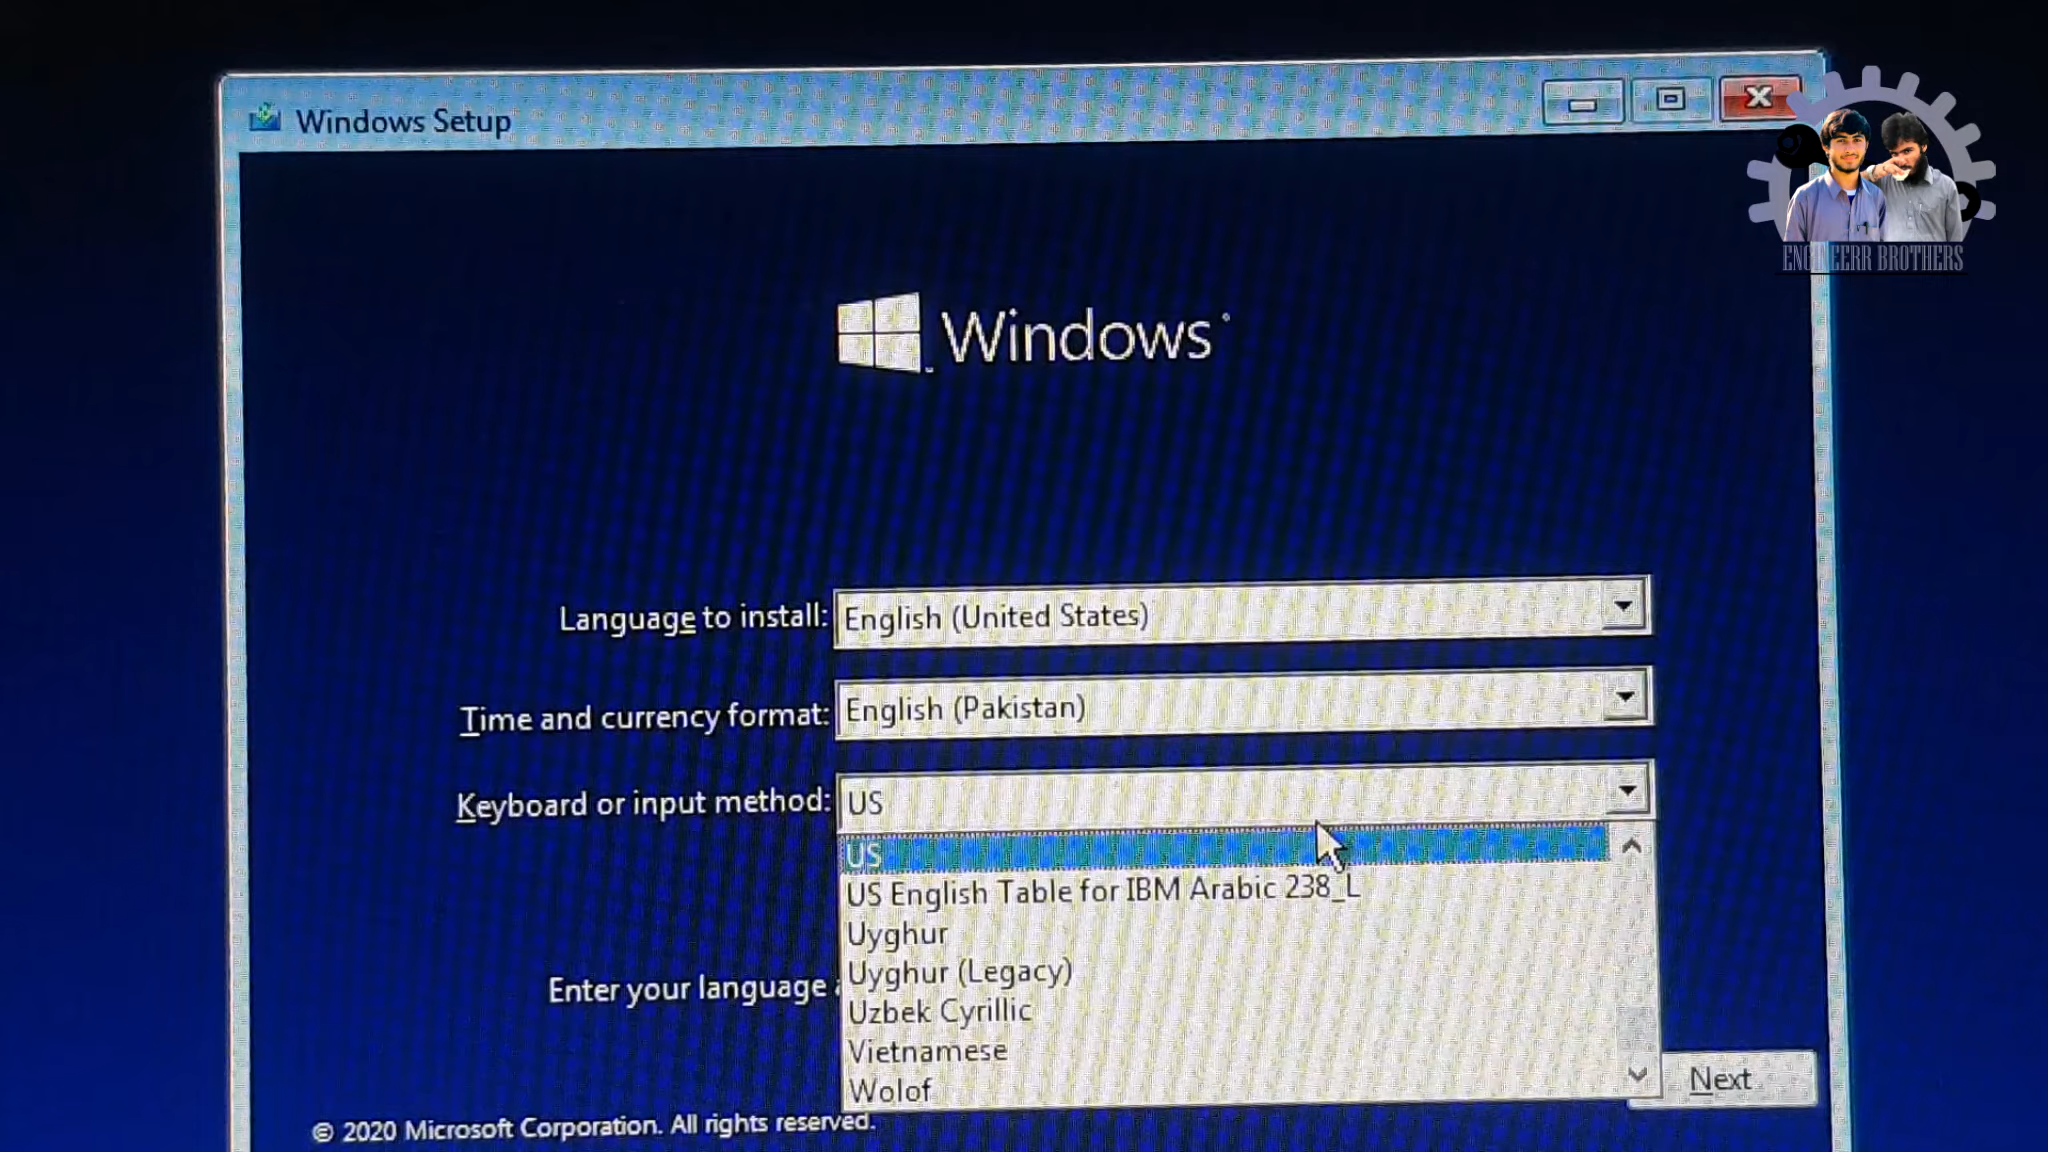 Windows Setup
ENGINEERR BROTHERS
Windows
Language to install: English (United States)
Time and currency format: English (Pakistan)
Keyboard or input method: US
US
US English Table for IBM Arabic 238_L
Uyghur
Uyghur (Legacy)
Uzbek Cyrillic
Enter your language
Vietnamese
Wolof
Next
© 2020 Microsoft Corporation. All rights reserved.